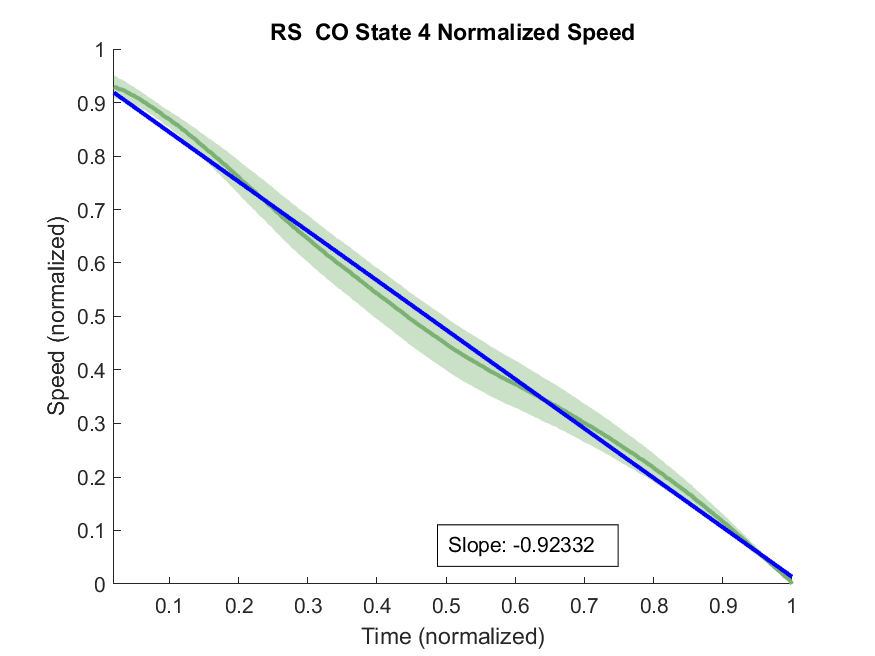 RS  CO State 4 Normalized Speed
1
0.9
0.8
0.7
0.6
0.5
0.4
0.3
0.2
0.1
0
Speed (normalized)
Slope: -0.92332
0.1 0.2 0.3 0.4 0.5 0.6 0.7 0.8 0.9 1
Time (normalized)